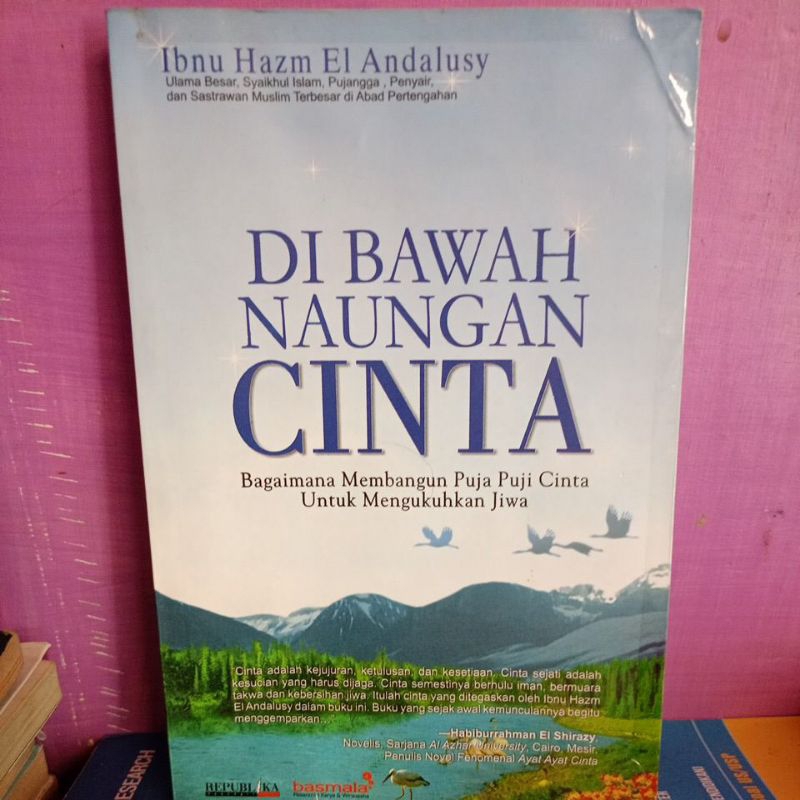 Ibnu Hazm El Andalusy
Ulama Besar, Syaikhul Islam, Pujangga , Penyair,
dan Sastrawan Muslim Terbesar di Abad Pertengahan
DI BAWAH
NAUNGAN
CINTA
Bagaimana Membangun Puja Puji Cinta
Untuk Mengukuhkan Jiwa
"Cinta adalah kejujuran, ketulusan, dan kesetiaan. Cinta sejati adalah
kesucian yang harus dijaga. Cinta semestinya berhulu iman, bermuara
takwa dan kebersihan jiwa. Itulah cinta yang ditegaskan oleh Ibnu Hazm
El Andalusy dalam buku ini. Buku yang sejak awal kemunculannya begitu
menggemparkan..."
—Habiburrahman El Shirazy,
Novelis, Sarjana Al Azhar University, Cairo, Mesir,
Penulis Novel Fenomenal Ayat Ayat Cinta
REPUBLIKA
basmala
Pesantren Karya & Wirausaha
ESEARCH